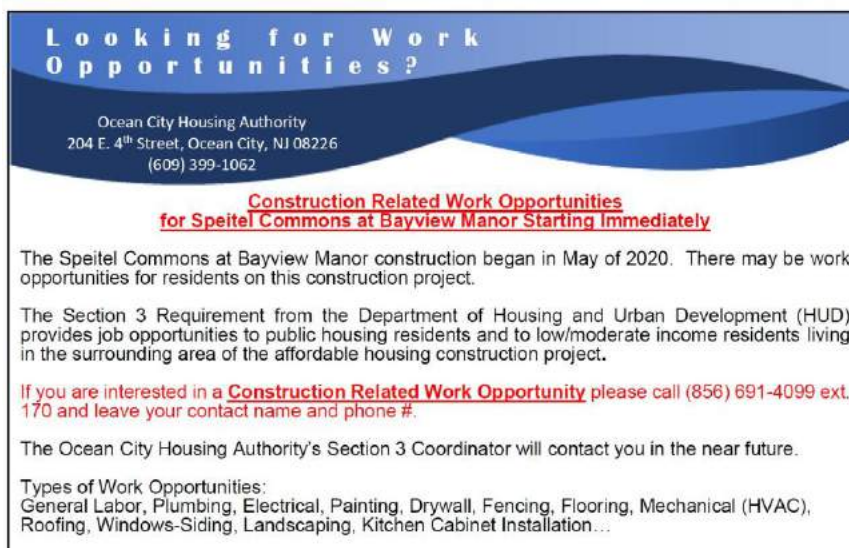 Looking for Work
Opportunities?
Ocean City Housing Authority
204 E. 4th Street, Ocean City, NJ 08226
(609) 399-1062
Construction Related Work Opportunities
for Speitel Commons at Bayview Manor Starting Immediately
The Speitel Commons at Bayview Manor construction began in May of 2020. There may be work
opportunities for residents on this construction project.
The Section 3 Requirement from the Department of Housing and Urban Development (HUD)
provides job opportunities to public housing residents and to low/moderate income residents living
in the surrounding area of the affordable housing construction project.
If you are interested in a Construction Related Work Opportunity please call (856) 691-4099 ext.
170 and leave your contact name and phone #.
The Ocean City Housing Authority's Section 3 Coordinator will contact you in the near future.
Types of Work Opportunities:
General Labor, Plumbing, Electrical, Painting, Drywall, Fencing, Flooring, Mechanical (HVAC),
Roofing, Windows-Siding, Landscaping, Kitchen Cabinet Installation…